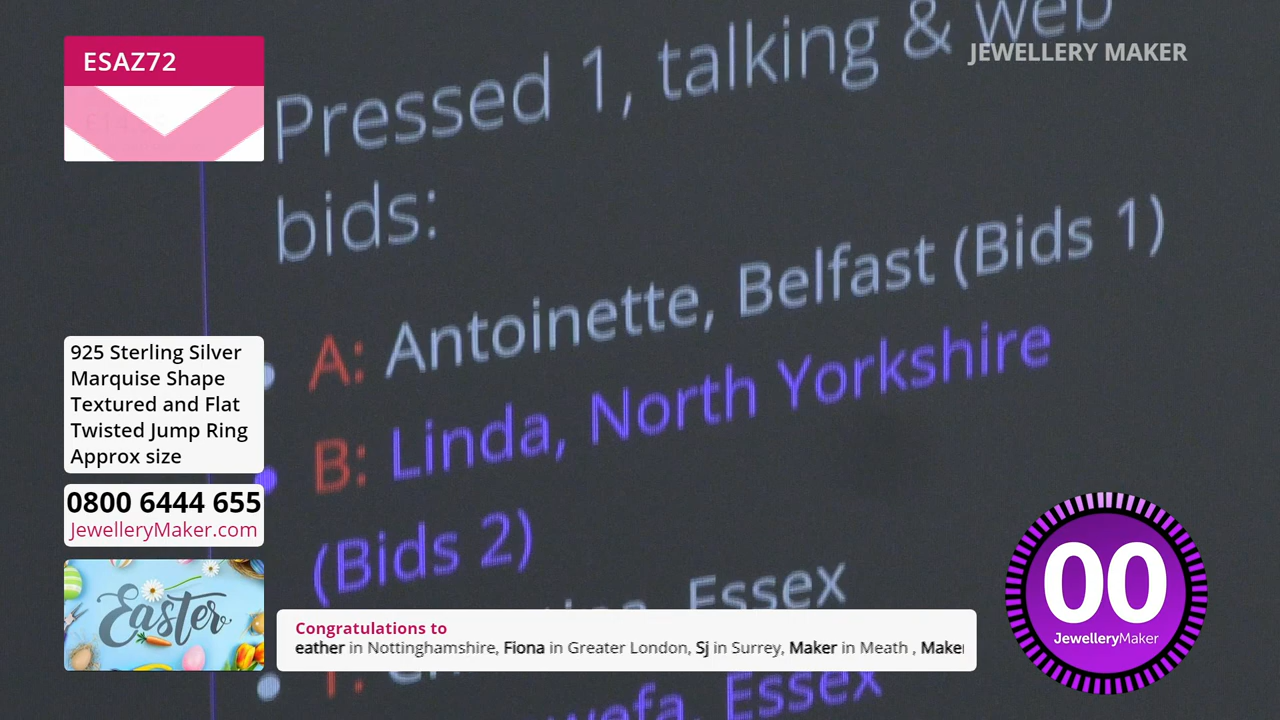 ESAZ72
JEWELLERY MAKER
Pressed 1, talking & web
bids:
A: Antoinette, Belfast (Bids 1)
B: Linda, North Yorkshire
(Bids 2)
Essex
Essex
925 Sterling Silver
Marquise Shape
Textured and Flat
Twisted Jump Ring
Approx size
0800 6444 655
JewelleryMaker.com
Easter
Congratulations to
eather in Nottinghamshire, Fiona in Greater London, Sj in Surrey, Maker in Meath , Maker
00
JewelleryMaker